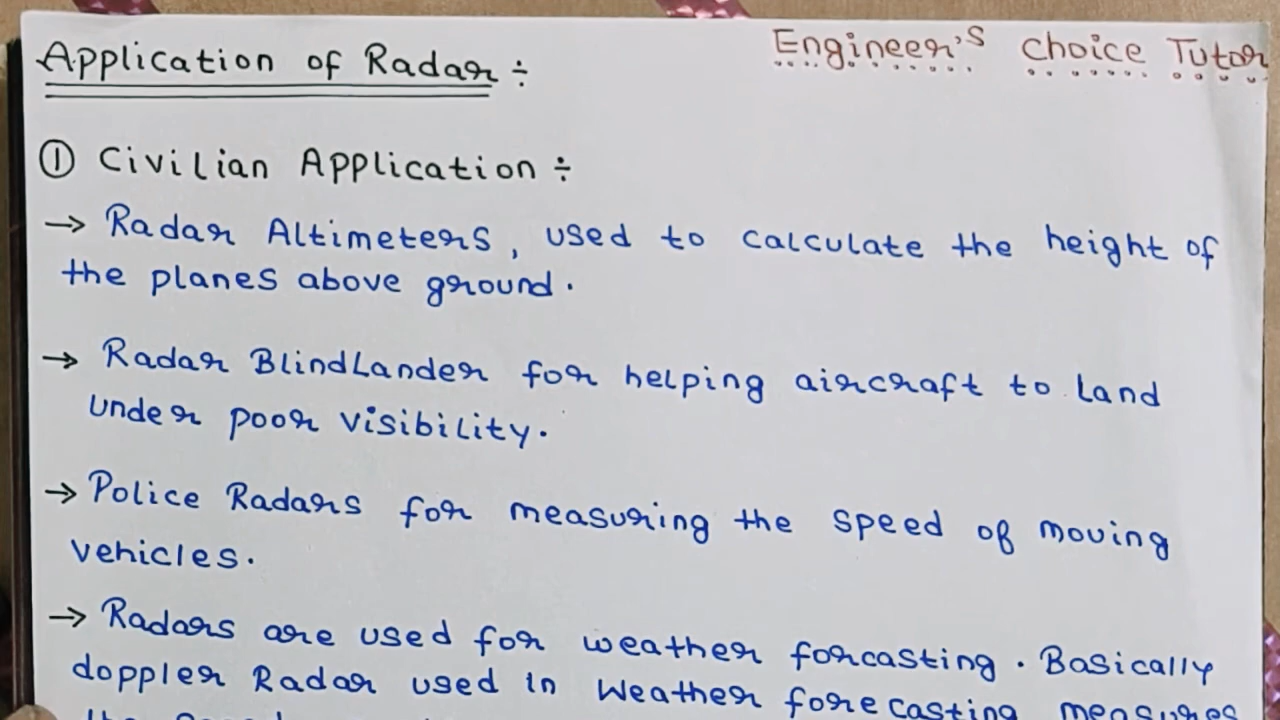 Application of Radar ÷
Engineer's Choice Tutor
① Civilian Application ÷
→ Radar Altimeters, used to calculate the height of
the planes above ground.
→ Radar BlindLander for helping aircraft to land
under poor visibility.
→ Police Radars for measuring the speed of moving
vehicles.
→ Radars are used for weather forcasting. Basically
doppler Radar used in weather forecasting measures
the